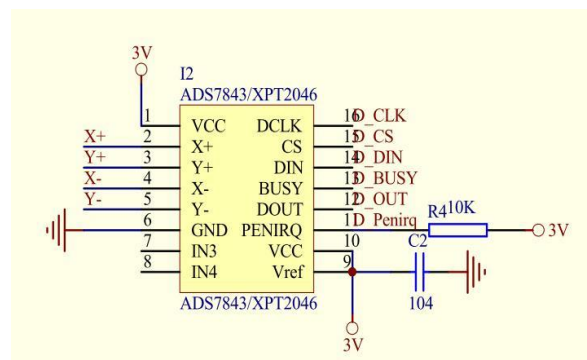 3V
I2
ADS7843/XPT2046
1 VCC DCLK 16 D_CLK
X+ 2 X+ CS 15 D_CS
Y+ 3 Y+ DIN 14 D_DIN
X- 4 X- BUSY 13 D_BUSY
Y- 5 Y- DOUT 12 D_OUT
6 GND PENIRQ 11 D_Penirq R4 10K 3V
7 IN3 VCC 10 C2
8 IN4 Vref 9
ADS7843/XPT2046 104
3V